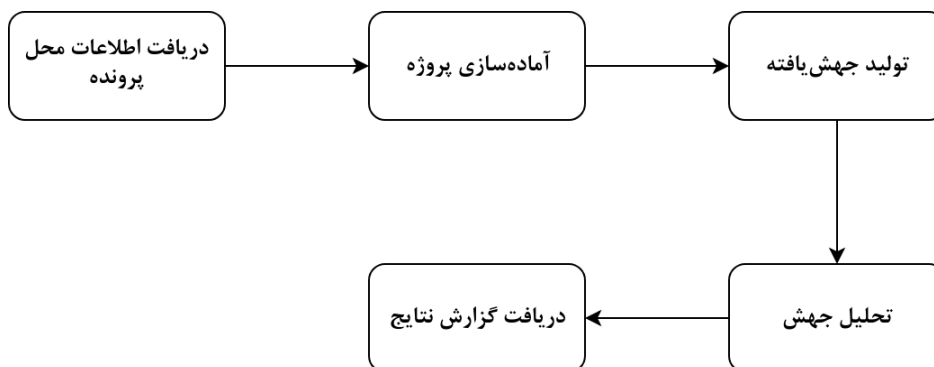 دریافت اطلاعات محل
پرونده
آماده‌سازی پروژه
تولید جهش‌یافته
تحلیل جهش
دریافت گزارش نتایج